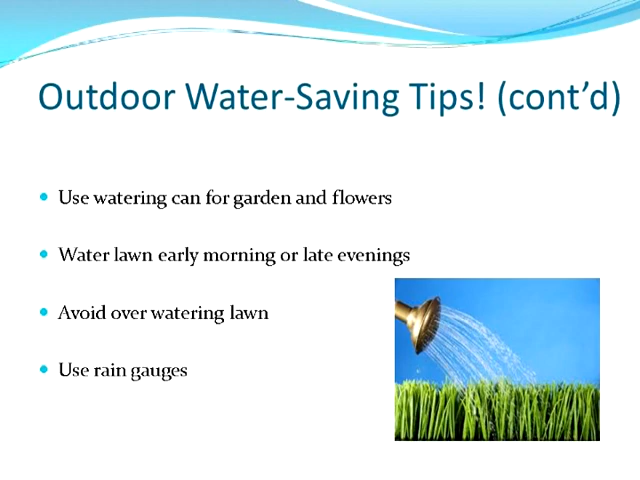 Outdoor Water-Saving Tips! (cont’d)
Use watering can for garden and flowers
Water lawn early morning or late evenings
Avoid over watering lawn
Use rain gauges